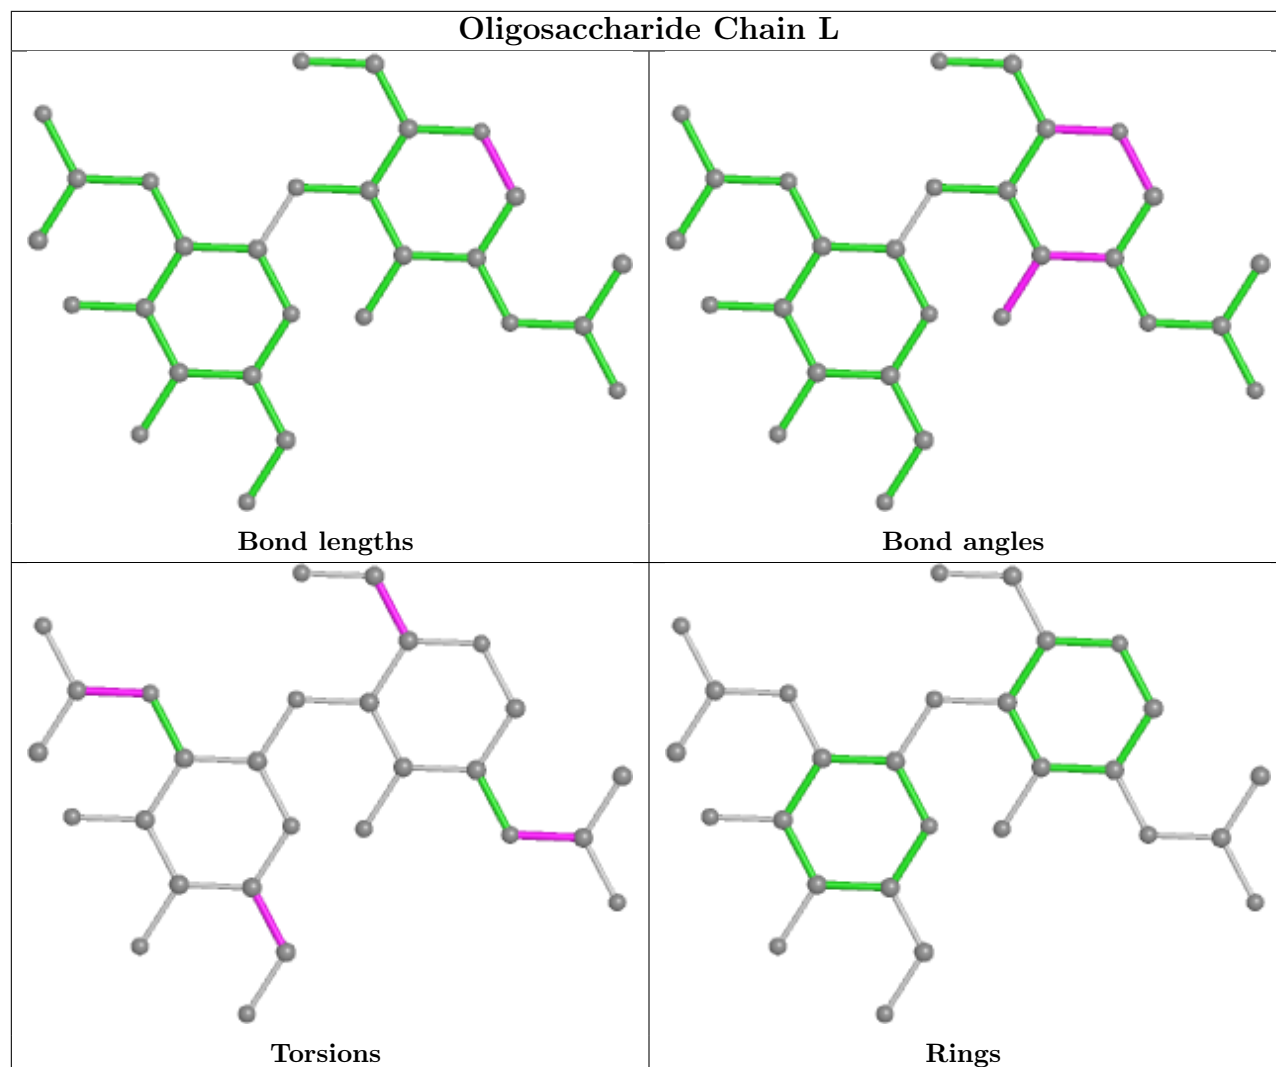 Oligosaccharide Chain L
Bond lengths
Bond angles
Torsions
Rings